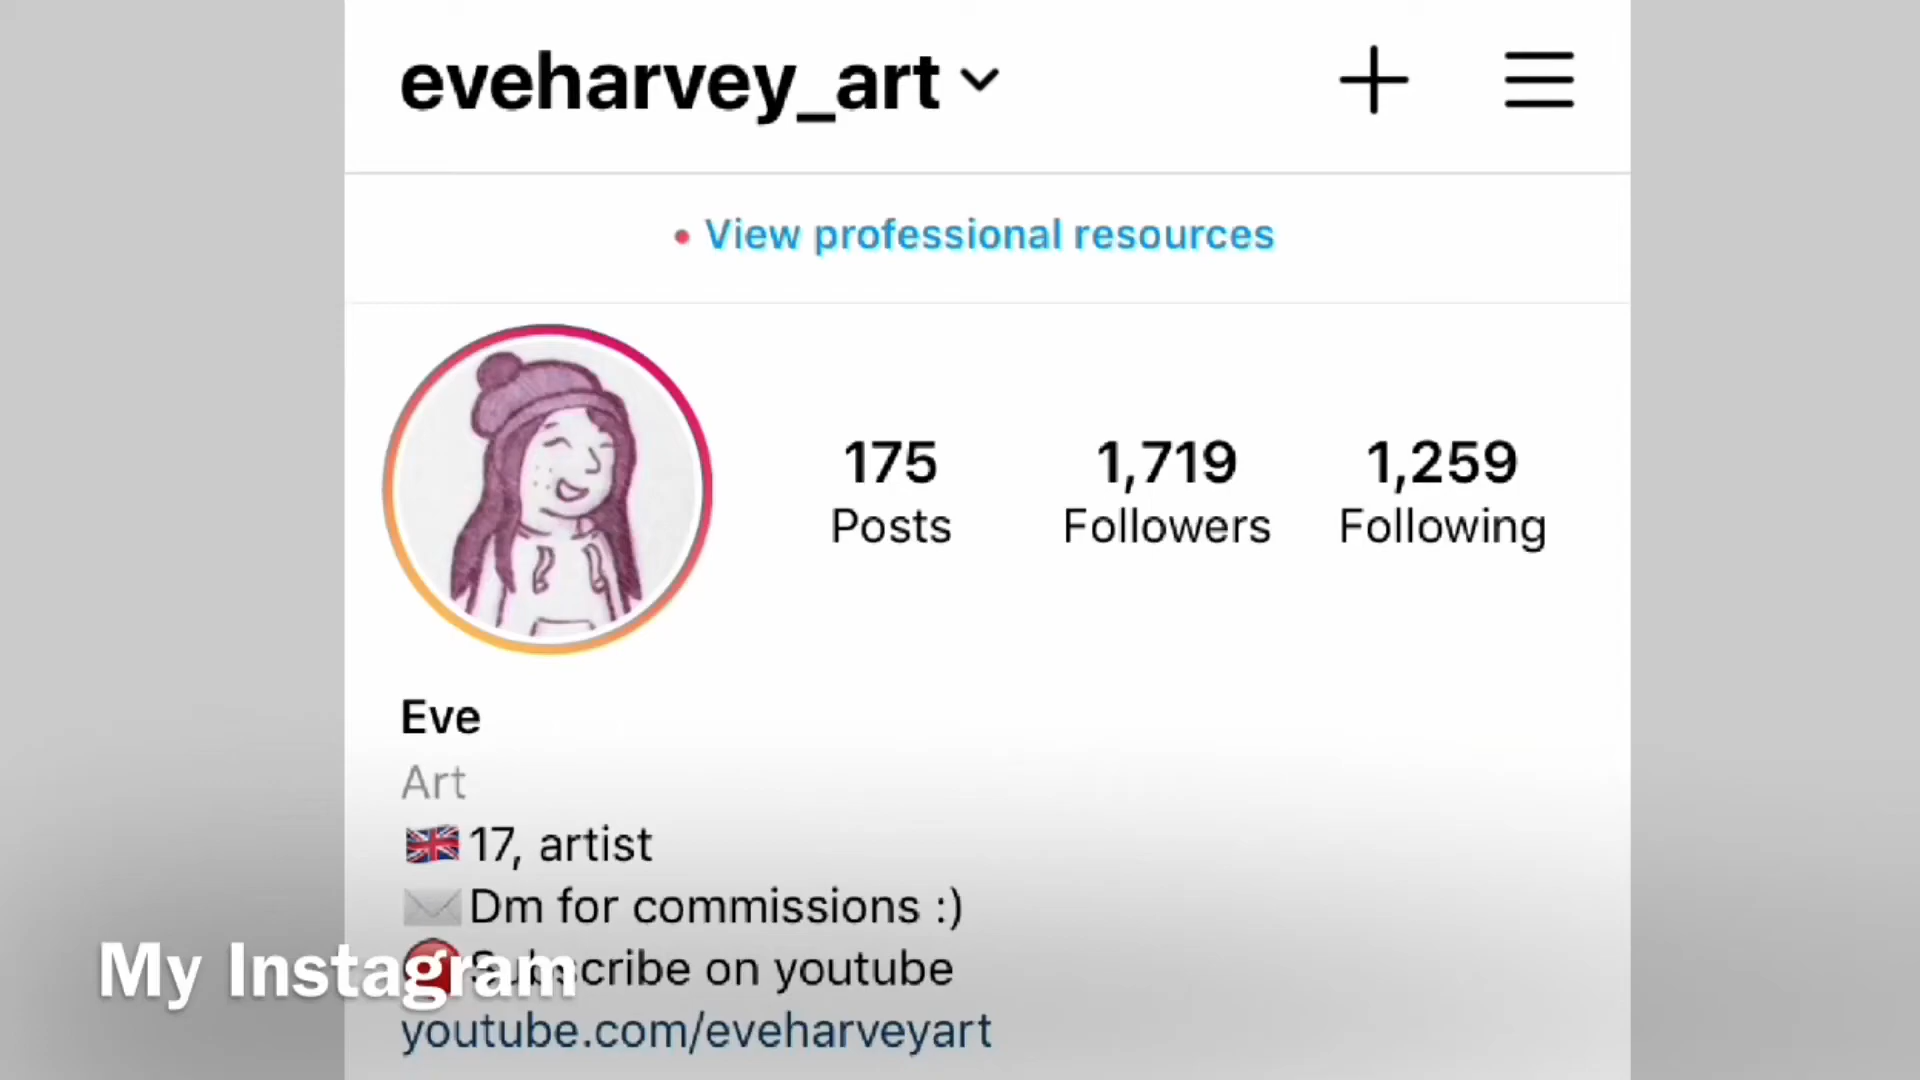 eveharvey_art
View professional resources
175 1,719 1,259
Posts Followers Following
Eve
Art
17, artist
Dm for commissions :)
Subscribe on youtube
My Instagram
youtube.com/eveharveyart